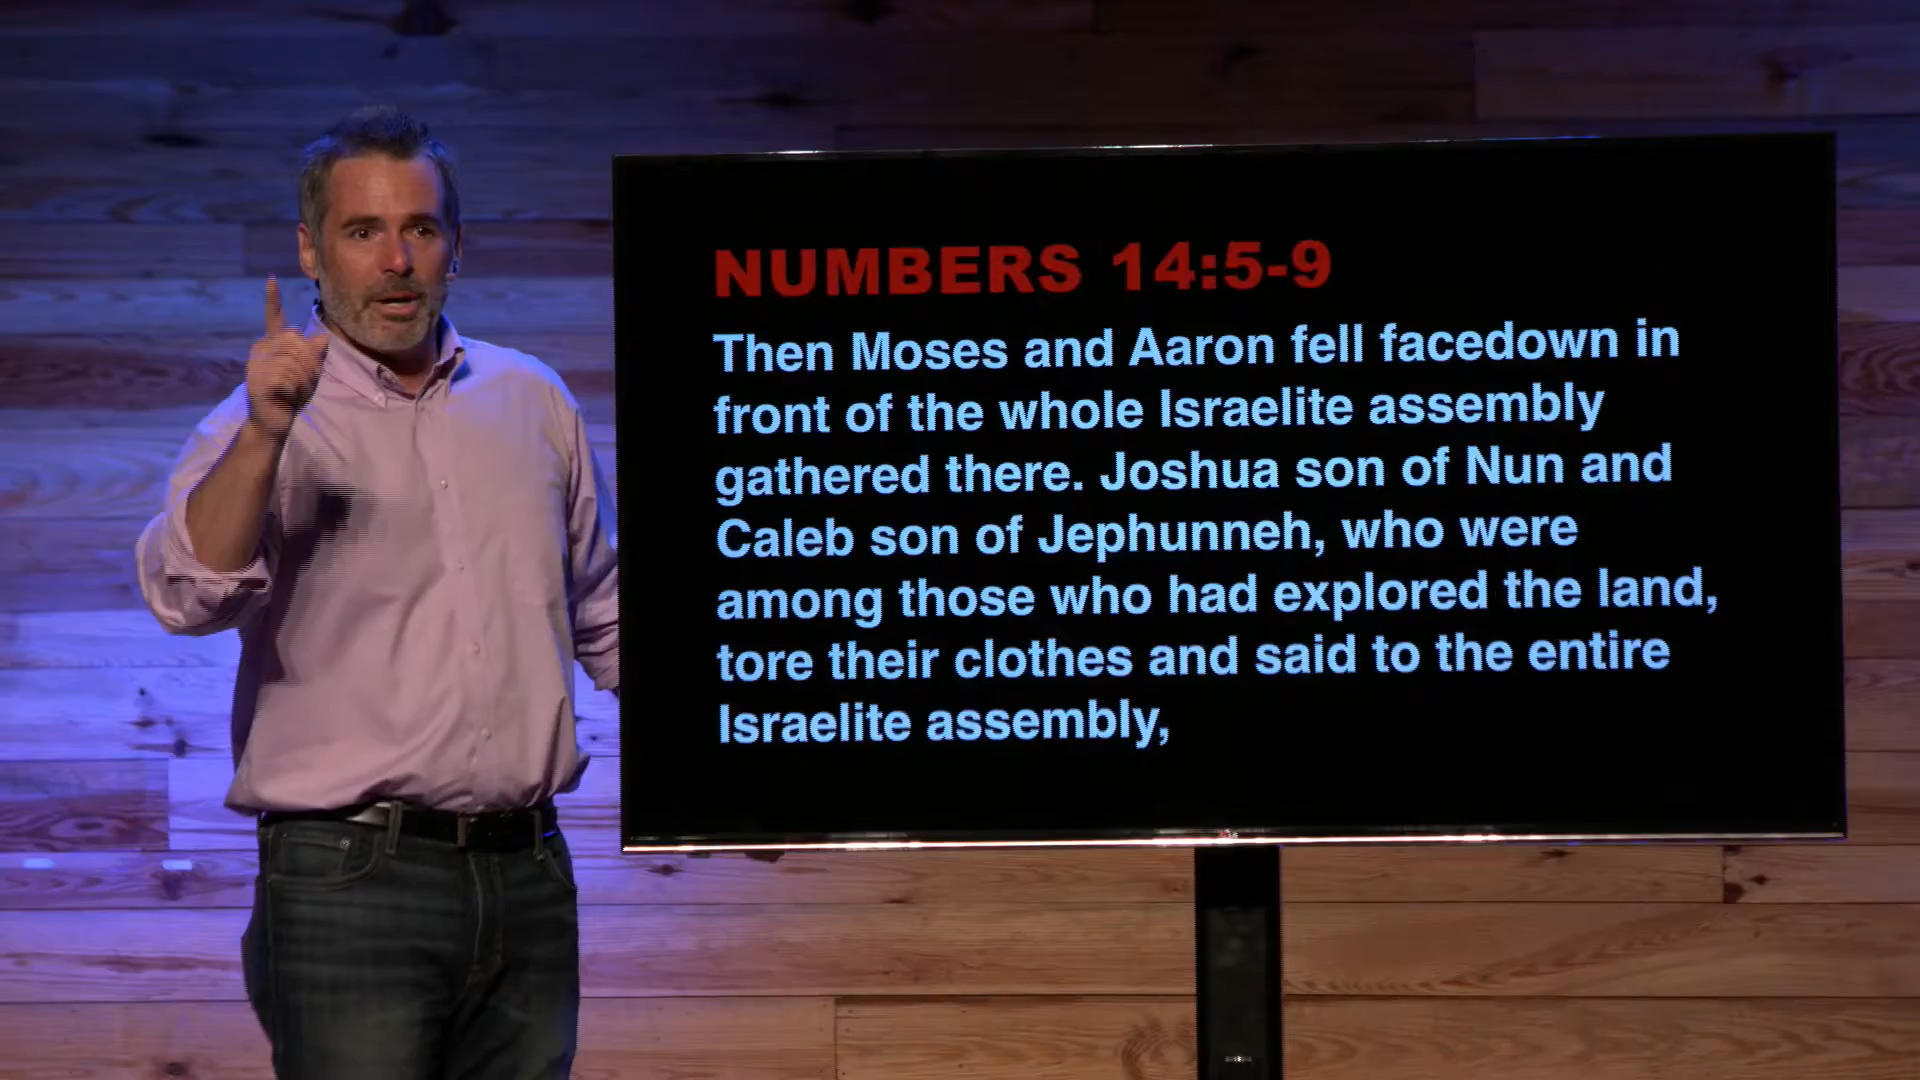 NUMBERS 14:5-9
Then Moses and Aaron fell facedown in
front of the whole Israelite assembly
gathered there. Joshua son of Nun and
Caleb son of Jephunneh, who were
among those who had explored the land,
tore their clothes and said to the entire
Israelite assembly,